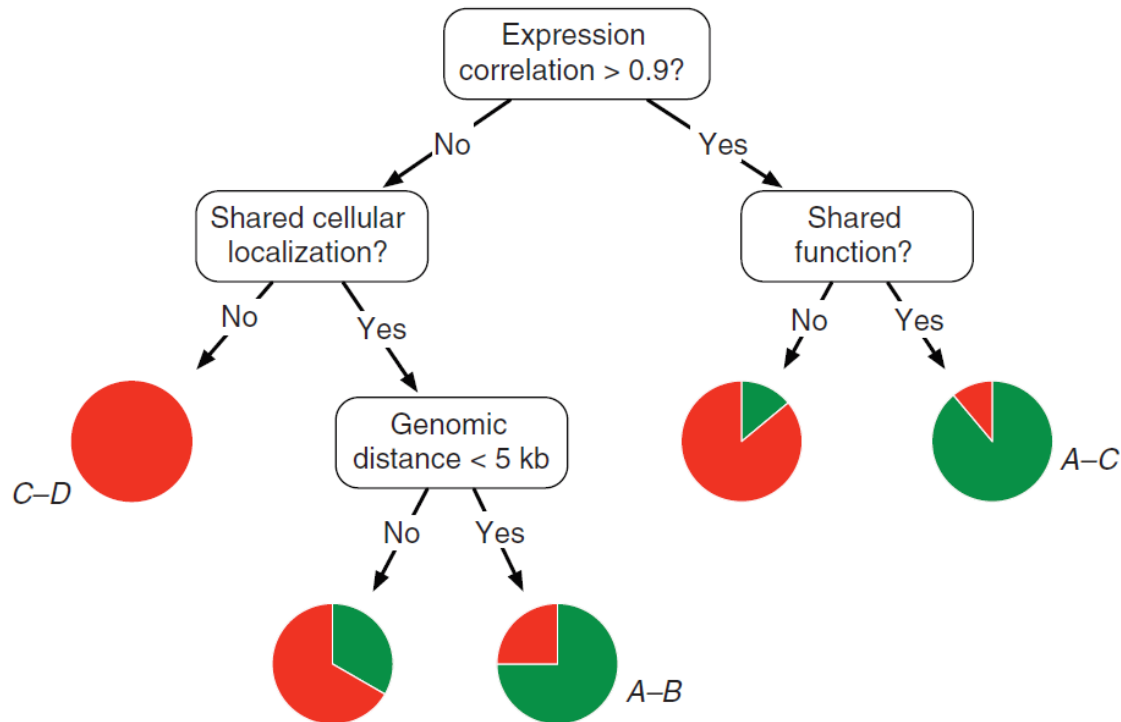 Expression
correlation > 0.9?
No
Yes
Shared cellular
localization?
Shared
function?
No
Yes
No
Yes
C–D
Genomic
distance < 5 kb
A–C
No
Yes
A–B